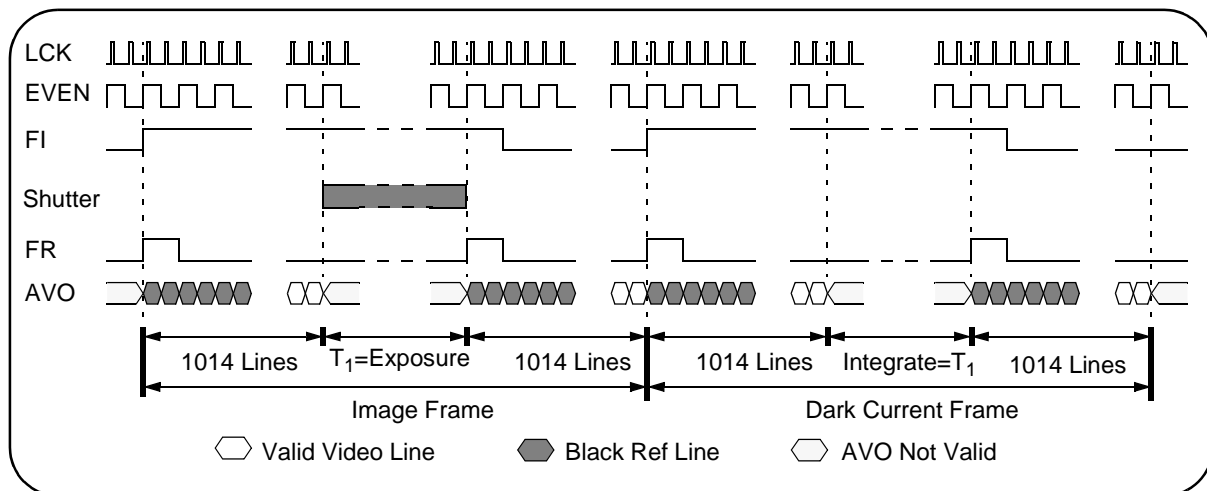 LCK
EVEN
FI
Shutter
FR
AVO
1014 Lines T₁=Exposure 1014 Lines 1014 Lines Integrate=T₁ 1014 Lines
Image Frame Dark Current Frame
Valid Video Line Black Ref Line AVO Not Valid